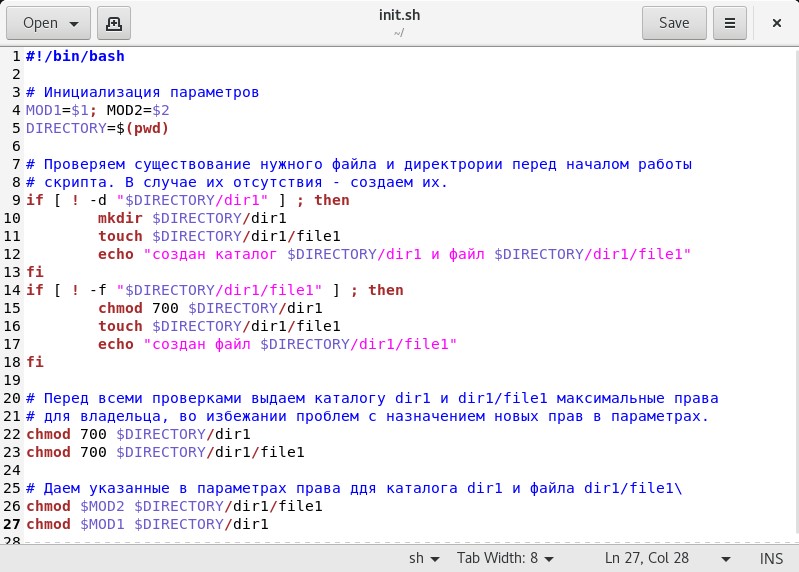 Open
init.sh
~/
Save
1 #!/bin/bash
2
3 # Инициализация параметров
4 MOD1=$1; MOD2=$2
5 DIRECTORY=$(pwd)
6
7 # Проверяем существование нужного файла и директрории перед началом работы
8 # скрипта. В случае их отсутствия - создаем их.
9 if [ ! -d "$DIRECTORY/dir1" ] ; then
10 mkdir $DIRECTORY/dir1
11 touch $DIRECTORY/dir1/file1
12 echo "создан каталог $DIRECTORY/dir1 и файл $DIRECTORY/dir1/file1"
13 fi
14 if [ ! -f "$DIRECTORY/dir1/file1" ] ; then
15 chmod 700 $DIRECTORY/dir1
16 touch $DIRECTORY/dir1/file1
17 echo "создан файл $DIRECTORY/dir1/file1"
18 fi
19
20 # Перед всеми проверками выдаем каталогу dir1 и dir1/file1 максимальные права
21 # для владельца, во избежании проблем с назначением новых прав в параметрах.
22 chmod 700 $DIRECTORY/dir1
23 chmod 700 $DIRECTORY/dir1/file1
24
25 # Даем указанные в параметрах права ддя каталога dir1 и файла dir1/file1\
26 chmod $MOD2 $DIRECTORY/dir1/file1
27 chmod $MOD1 $DIRECTORY/dir1
28
sh Tab Width: 8 Ln 27, Col 28 INS